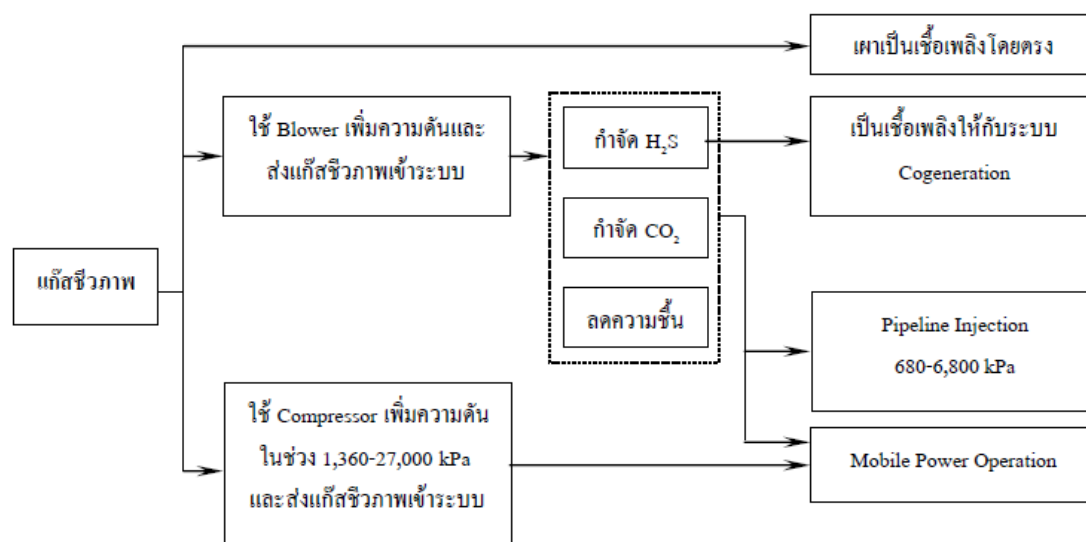 เผาเป็นเชื้อเพลิงโดยตรง
ใช้ Blower เพิ่มความดันและ
ส่งแก๊สชีวภาพเข้าระบบ
กำจัด H₂S
เป็นเชื้อเพลิงให้กับระบบ
Cogeneration
กำจัด CO₂
แก๊สชีวภาพ
ลดความชื้น
Pipeline Injection
680-6,800 kPa
ใช้ Compressor เพิ่มความดัน
ในช่วง 1,360-27,000 kPa
และส่งแก๊สชีวภาพเข้าระบบ
Mobile Power Operation